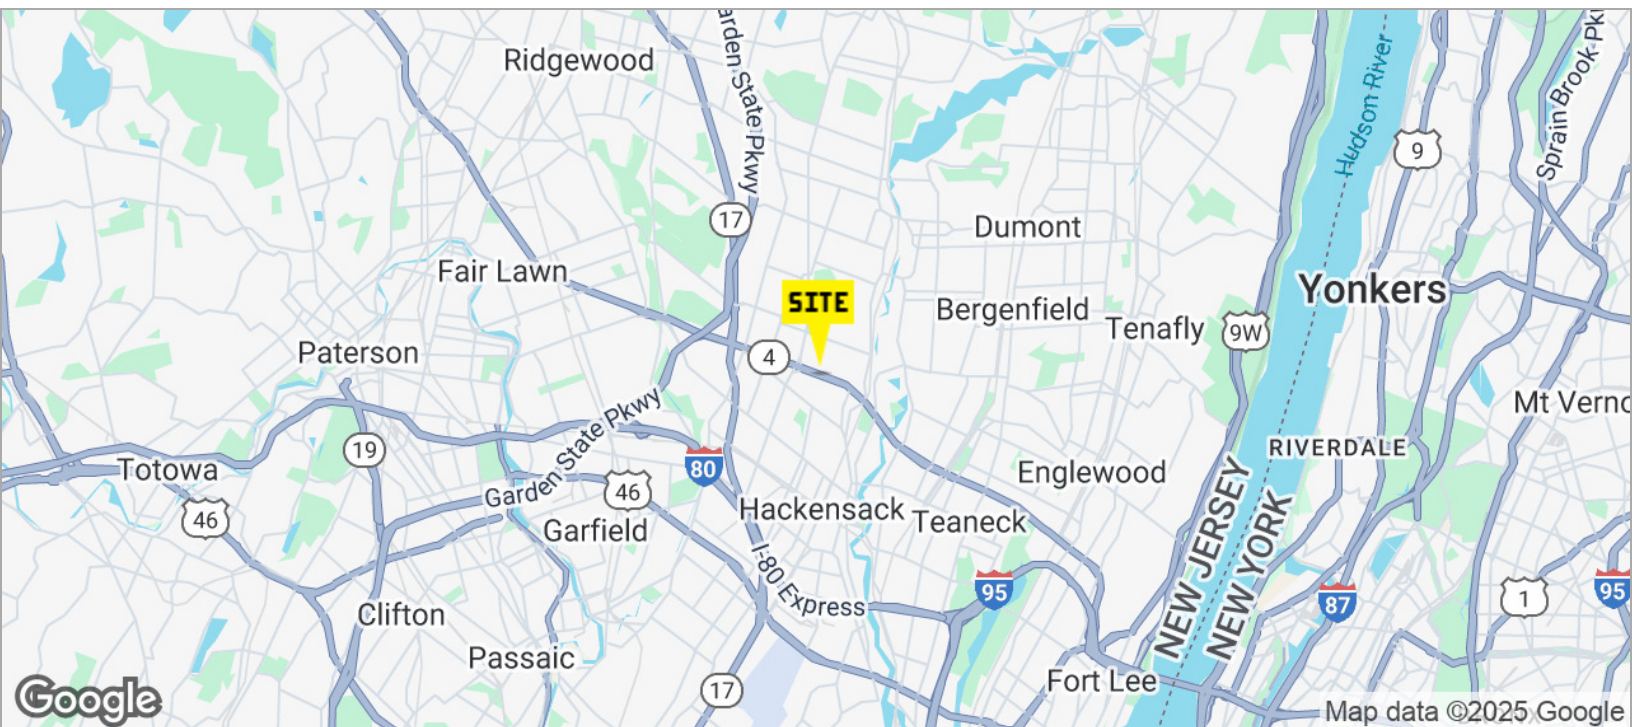 Ridgewood
Garden State Pkwy
Hudson River
Sprain Brook Pkwy
9
17
Dumont
Fair Lawn
SITE
Yonkers
Bergenfield
Tenafly
9W
Paterson
4
Mt Verno
Garden State Pkwy
19
RIVERDALE
80
Totowa
46
Englewood
46
Hackensack
Teaneck
Garfield
NEW JERSEY
NEW YORK
I-80 Express
95
87
1
95
Clifton
Passaic
Fort Lee
17
Google
Map data ©2025 Google